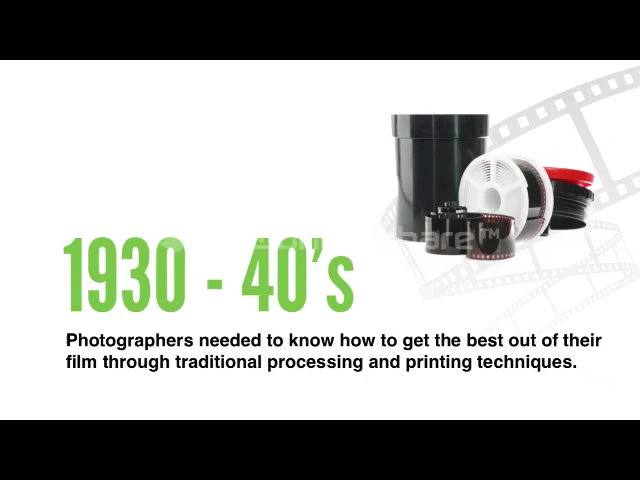 1930 - 40's
Photographers needed to know how to get the best out of their
film through traditional processing and printing techniques.